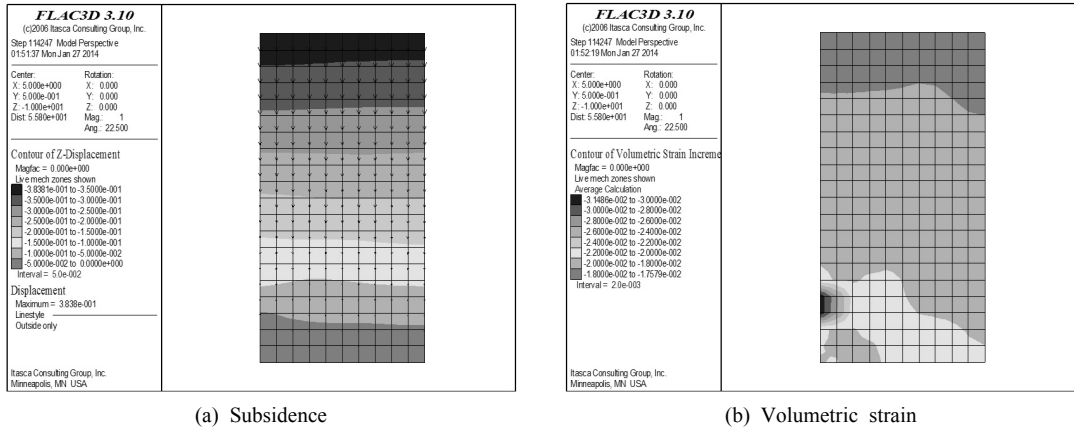 FLAC3D 3.10
(c)2006 Itasca Consulting Group, Inc.
Step 114247 Model Perspective
01:51:37 Mon Jan 27 2014
Center: Rotation:
X: 5.000e+000 X: 0.000
Y: 5.000e-001 Y: 0.000
Z: -1.000e+001 Z: 0.000
Dist: 5.580e+001 Mag.: 1
Ang.: 22.500
Contour of Z-Displacement
Magfac = 0.000e+000
Live mech zones shown
-3.8381e-001 to -3.5000e-001
-3.5000e-001 to -3.0000e-001
-3.0000e-001 to -2.5000e-001
-2.5000e-001 to -2.0000e-001
-2.0000e-001 to -1.5000e-001
-1.5000e-001 to -1.0000e-001
-1.0000e-001 to -5.0000e-002
-5.0000e-002 to 0.0000e+000
Interval = 5.0e-002
Displacement
Maximum = 3.838e-001
Linestyle
Outside only
Itasca Consulting Group, Inc.
Minneapolis, MN USA
(a) Subsidence
FLAC3D 3.10
(c)2006 Itasca Consulting Group, Inc.
Step 114247 Model Perspective
01:52:19 Mon Jan 27 2014
Center: Rotation:
X: 5.000e+000 X: 0.000
Y: 5.000e-001 Y: 0.000
Z: -1.000e+001 Z: 0.000
Dist: 5.580e+001 Mag.: 1
Ang.: 22.500
Contour of Volumetric Strain Increme
Magfac = 0.000e+000
Live mech zones shown
Average Calculation
-3.1486e-002 to -3.0000e-002
-3.0000e-002 to -2.8000e-002
-2.8000e-002 to -2.6000e-002
-2.6000e-002 to -2.4000e-002
-2.4000e-002 to -2.2000e-002
-2.2000e-002 to -2.0000e-002
-2.0000e-002 to -1.8000e-002
-1.8000e-002 to -1.7579e-002
Interval = 2.0e-003
Itasca Consulting Group, Inc.
Minneapolis, MN USA
(b) Volumetric strain